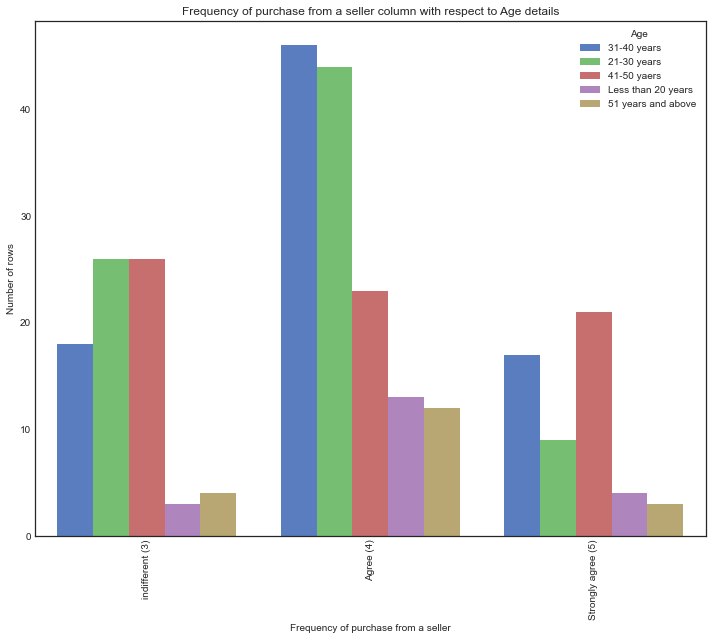 Frequency of purchase from a seller column with respect to Age details
Age
31-40 years
21-30 years
41-50 yaers
Less than 20 years
51 years and above
Number of rows
40
30
20
10
0
indifferent (3)
Agree (4)
Strongly agree (5)
Frequency of purchase from a seller